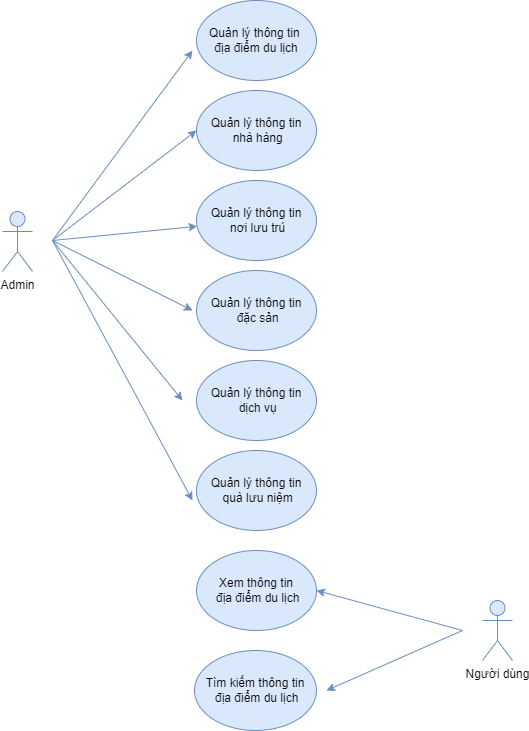 Quản lý thông tin
địa điểm du lịch
Quản lý thông tin
nhà hàng
Quản lý thông tin
nơi lưu trú
Admin
Quản lý thông tin
đặc sản
Quản lý thông tin
dịch vụ
Quản lý thông tin
quà lưu niệm
Xem thông tin
địa điểm du lịch
Người dùng
Tìm kiếm thông tin
địa điểm du lịch